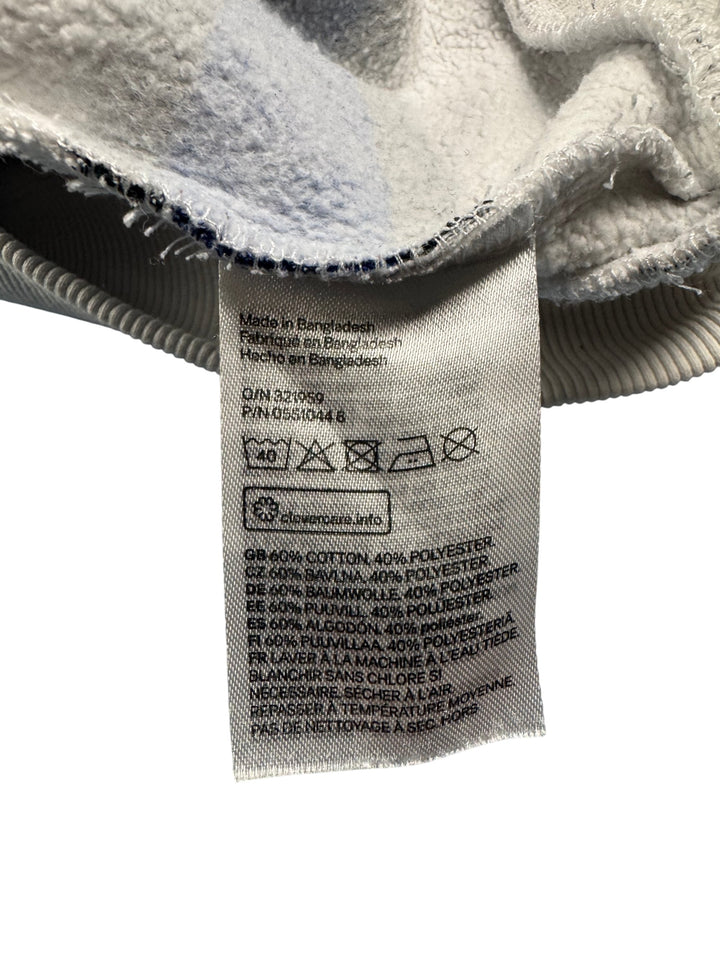 Made in Bangladesh
Fabriqué en Bangladesh
Hecho en Bangladesh
O/N 321959
P/N 0551044 6
40
clevercare.info
GB 60% COTTON, 40% POLYESTER.
CZ 60% BAVLNA, 40% POLYESTER.
DE 60% BAUMWOLLE, 40% POLYESTER.
EE 60% PUUVILL, 40% POLÜESTER.
ES 60% ALGODÓN, 40% poliéster.
FI 60% PUUVILLAA, 40% POLYESTERIÄ
FR LAVER À LA MACHINE À L'EAU TIÈDE.
BLANCHIR SANS CHLORE SI
NÉCESSAIRE. SÉCHER À L'AIR.
REPASSER À TEMPÉRATURE MOYENNE.
PAS DE NETTOYAGE À SEC. HORS